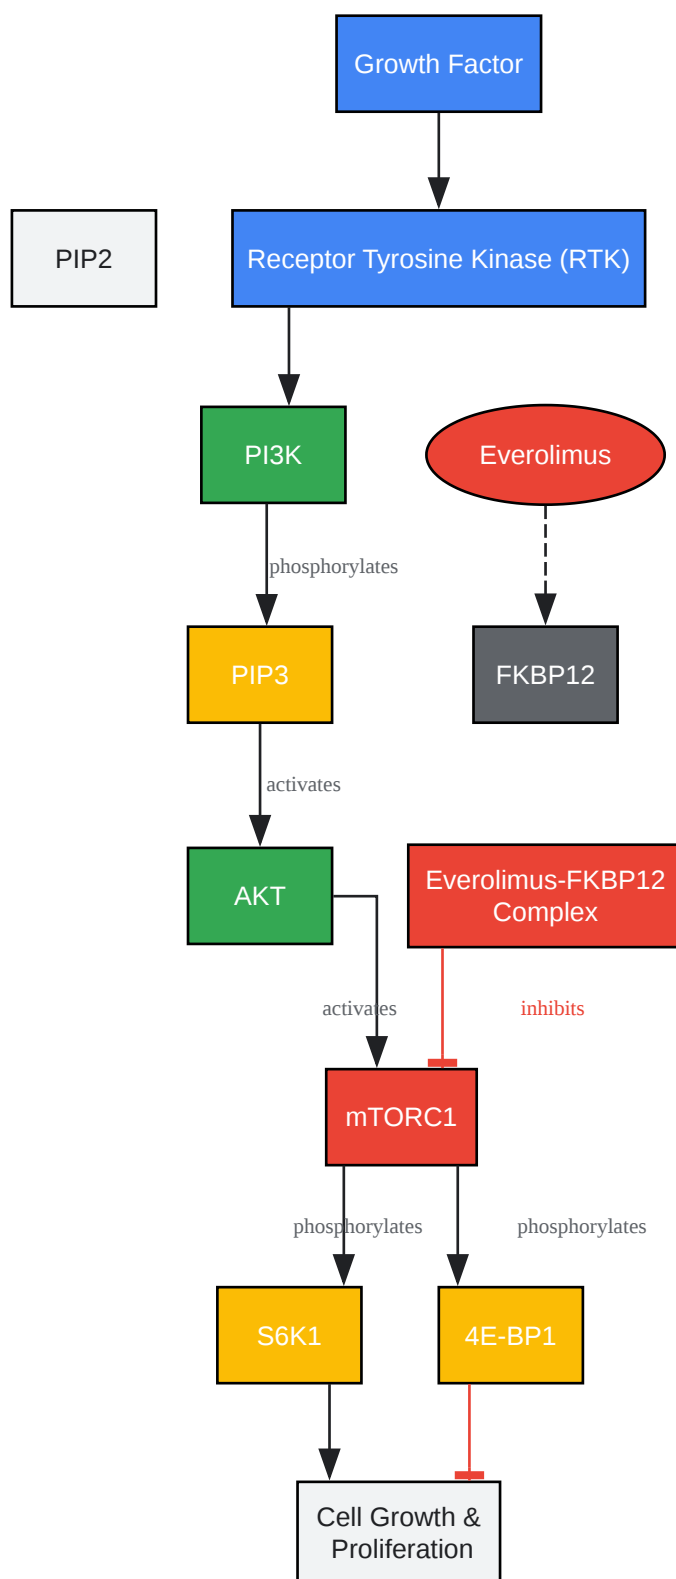 Growth Factor
PIP2
Receptor Tyrosine Kinase (RTK)
PI3K
Everolimus
phosphorylates
PIP3
FKBP12
activates
AKT
Everolimus-FKBP12
Complex
activates
inhibits
mTORC1
phosphorylates
phosphorylates
S6K1
4E-BP1
Cell Growth &
Proliferation